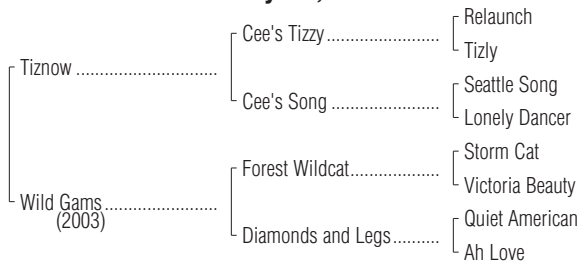 Relaunch
Cee's Tizzy
Tizly
Tiznow
Seattle Song
Cee's Song
Lonely Dancer
Storm Cat
Forest Wildcat
Victoria Beauty
Wild Gams
(2003)
Quiet American
Diamonds and Legs
Ah Love